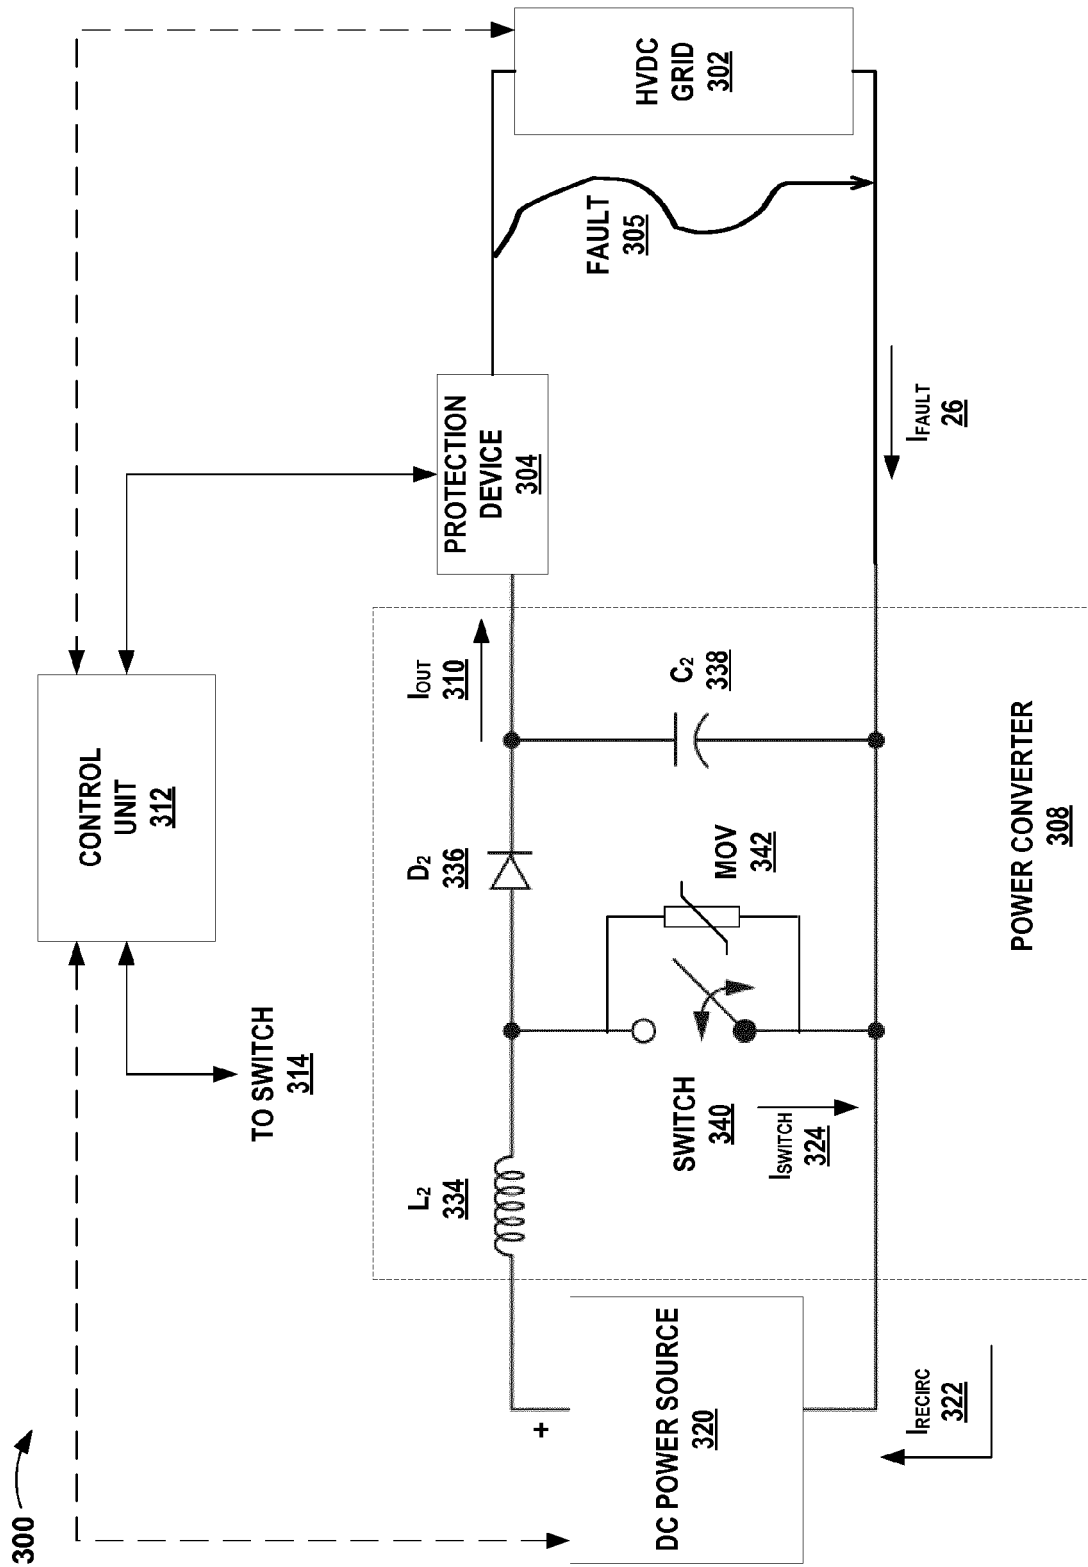 300
CONTROL
UNIT
312
TO SWITCH
314
HVDC
GRID
302
FAULT
305
PROTECTION
DEVICE
304
IOUT
310
IFAULT
26
L2
334
D2
336
C2
338
SWITCH
340
MOV
342
ISWITCH
324
+
DC POWER SOURCE
320
IRECIRC
322
POWER CONVERTER
308